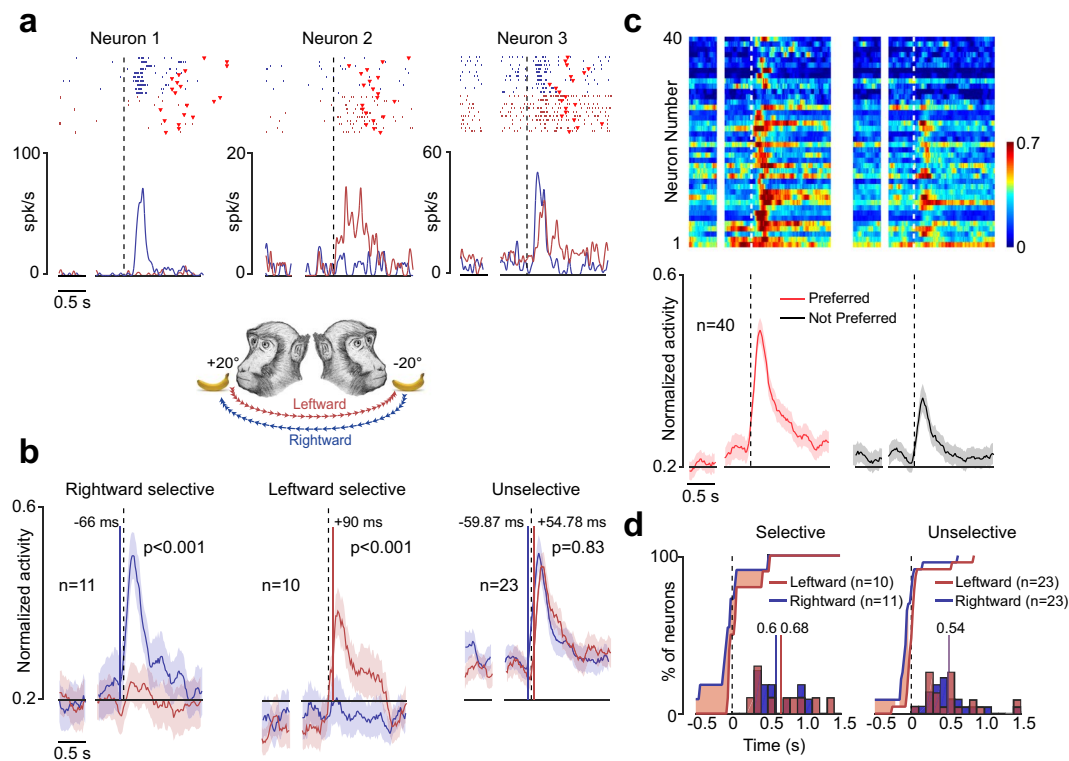 a
Neuron 1
Neuron 2
Neuron 3
100
spk/s
0
20
spk/s
0
60
spk/s
0
0.5 s
+20°
-20°
Leftward
Rightward
b
Rightward selective
Leftward selective
Unselective
0.6
Normalized activity
0.2
-66 ms
p<0.001
n=11
+90 ms
p<0.001
n=10
-59.87 ms
+54.78 ms
p=0.83
n=23
0.5 s
c
40
Neuron Number
1
0.7
0
0.6
Normalized activity
0.2
n=40
Preferred
Not Preferred
0.5 s
d
Selective
Unselective
100
% of neurons
0
Leftward (n=10)
Rightward (n=11)
0.6
0.68
Leftward (n=23)
Rightward (n=23)
0.54
-0.5 0 0.5 1.0 1.5
-0.5 0 0.5 1.0 1.5
Time (s)